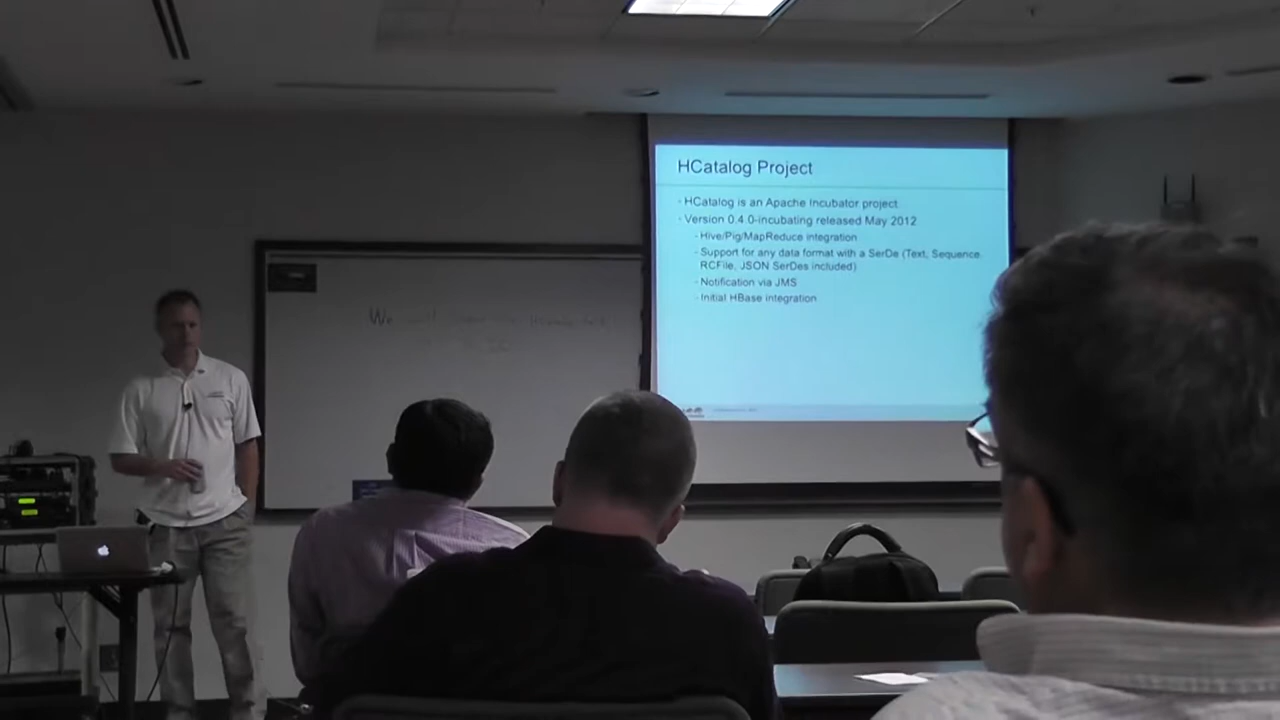 HCatalog Project
- HCatalog is an Apache Incubator project
- Version 0.4.0-incubating released May 2012
- Hive/Pig/MapReduce integration
- Support for any data format with a SerDe (Text, Sequence,
RCFile, JSON SerDes included)
- Notification via JMS
- Initial HBase integration
We